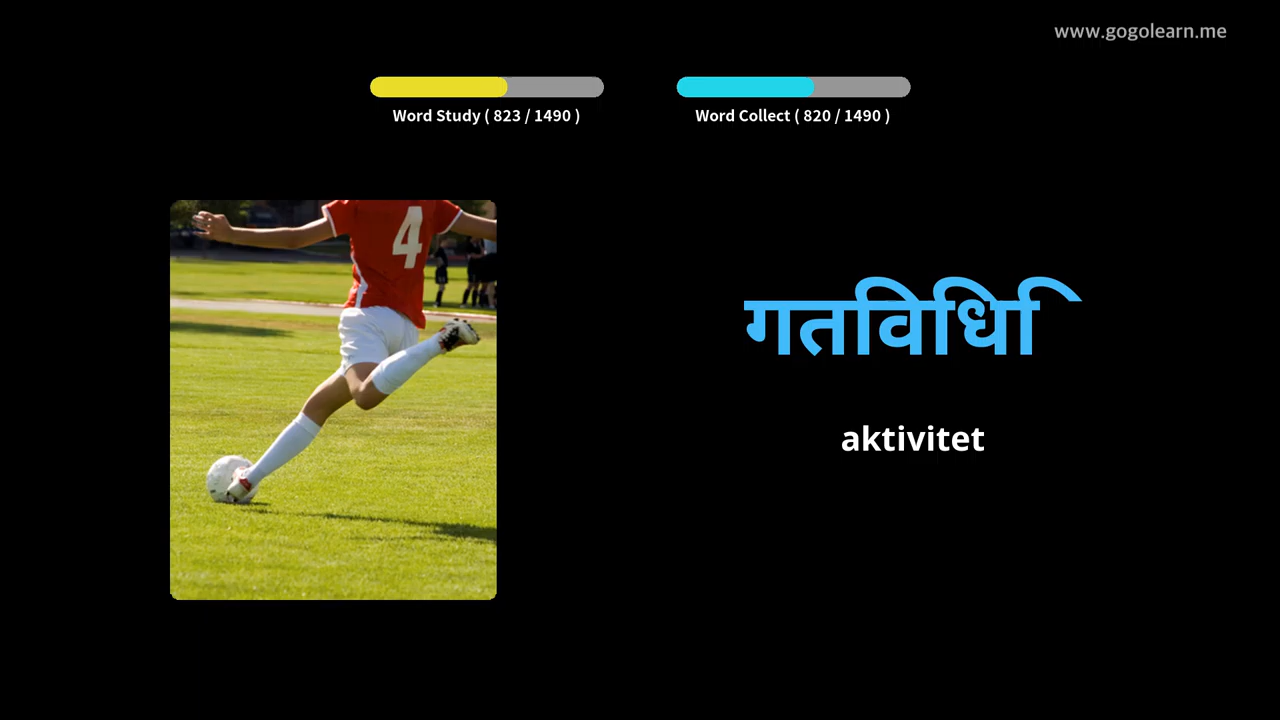 www.gogolearn.me
Word Study ( 823 / 1490 )
Word Collect ( 820 / 1490 )
4
गतिविधि
aktivitet